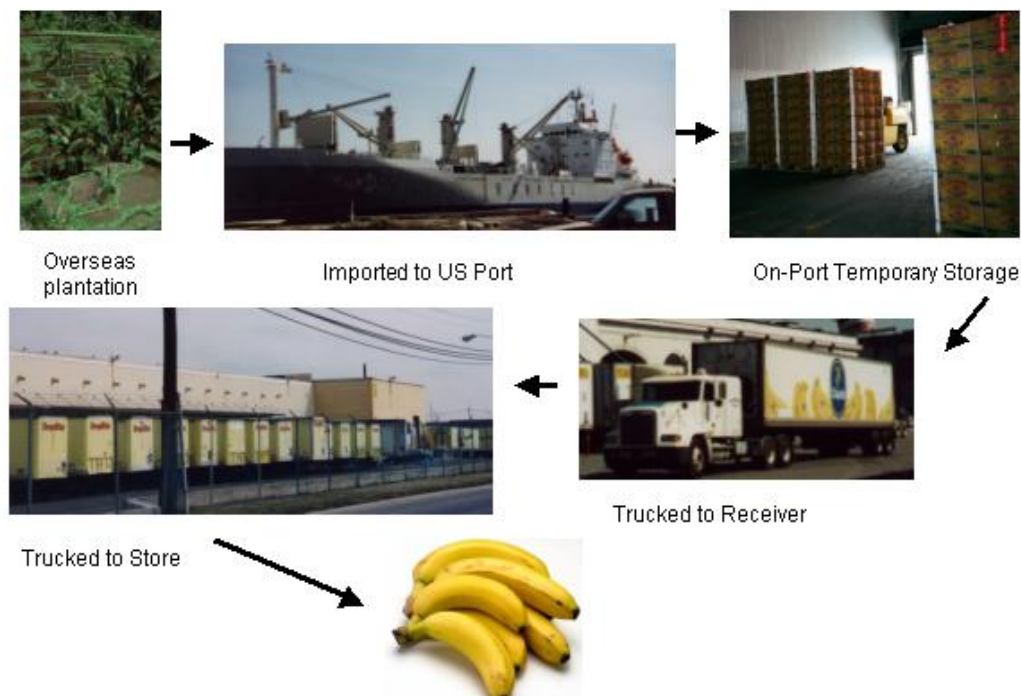 Overseas
plantation
Imported to US Port
On-Port Temporary Storage
Trucked to Receiver
Trucked to Store